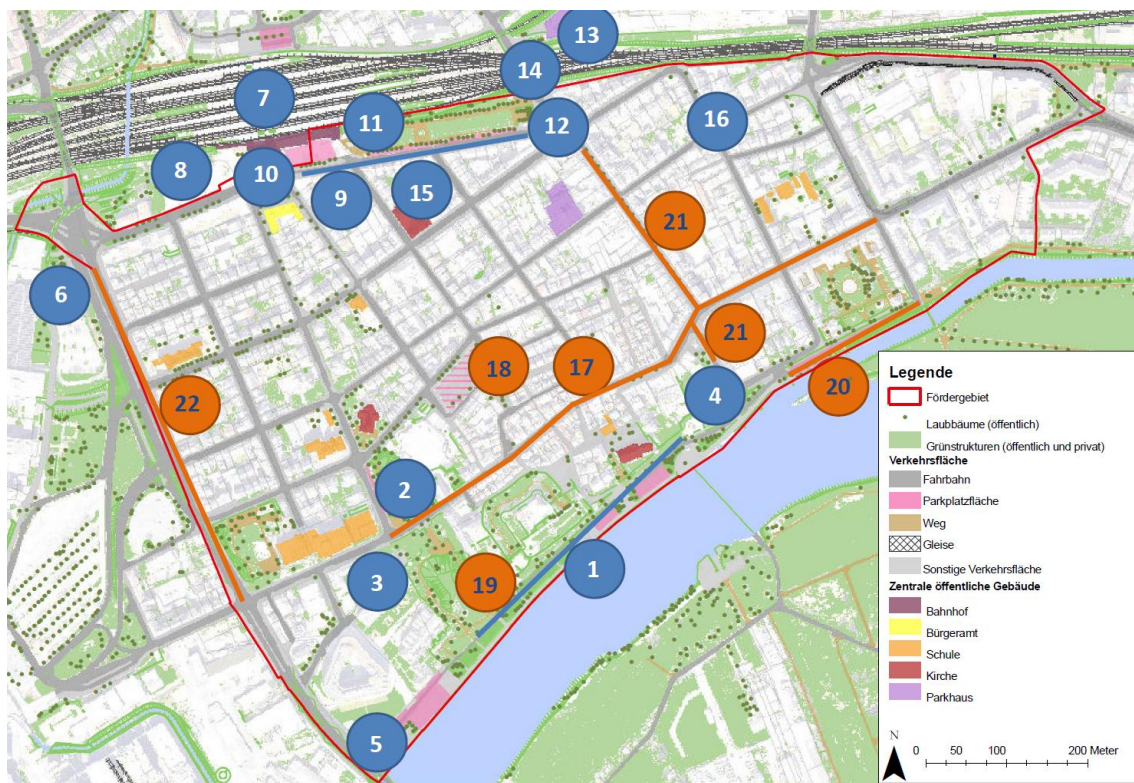 13
14
7
11
12
16
8
10
9
15
21
6
18
17
21
4
20
22
2
3
19
1
5
Legende
Fördergebiet
Laubbäume (öffentlich)
Grünstrukturen (öffentlich und privat)
Verkehrsfläche
Fahrbahn
Parkplatzfläche
Weg
Gleise
Sonstige Verkehrsfläche
Zentrale öffentliche Gebäude
Bahnhof
Bürgeramt
Schule
Kirche
Parkhaus
N
0 50 100 200 Meter